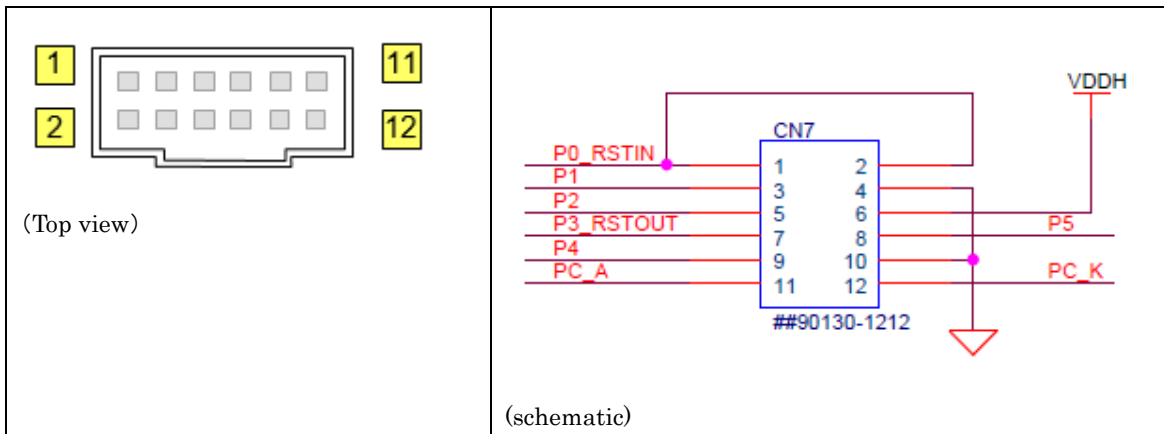 1
11
2
12
(Top view)
VDDH
CN7
P0_RSTIN 1 2
P1 3 4
P2 5 6
P3_RSTOUT 7 8 P5
P4 9 10
PC_A 11 12 PC_K
##90130-1212
(schematic)